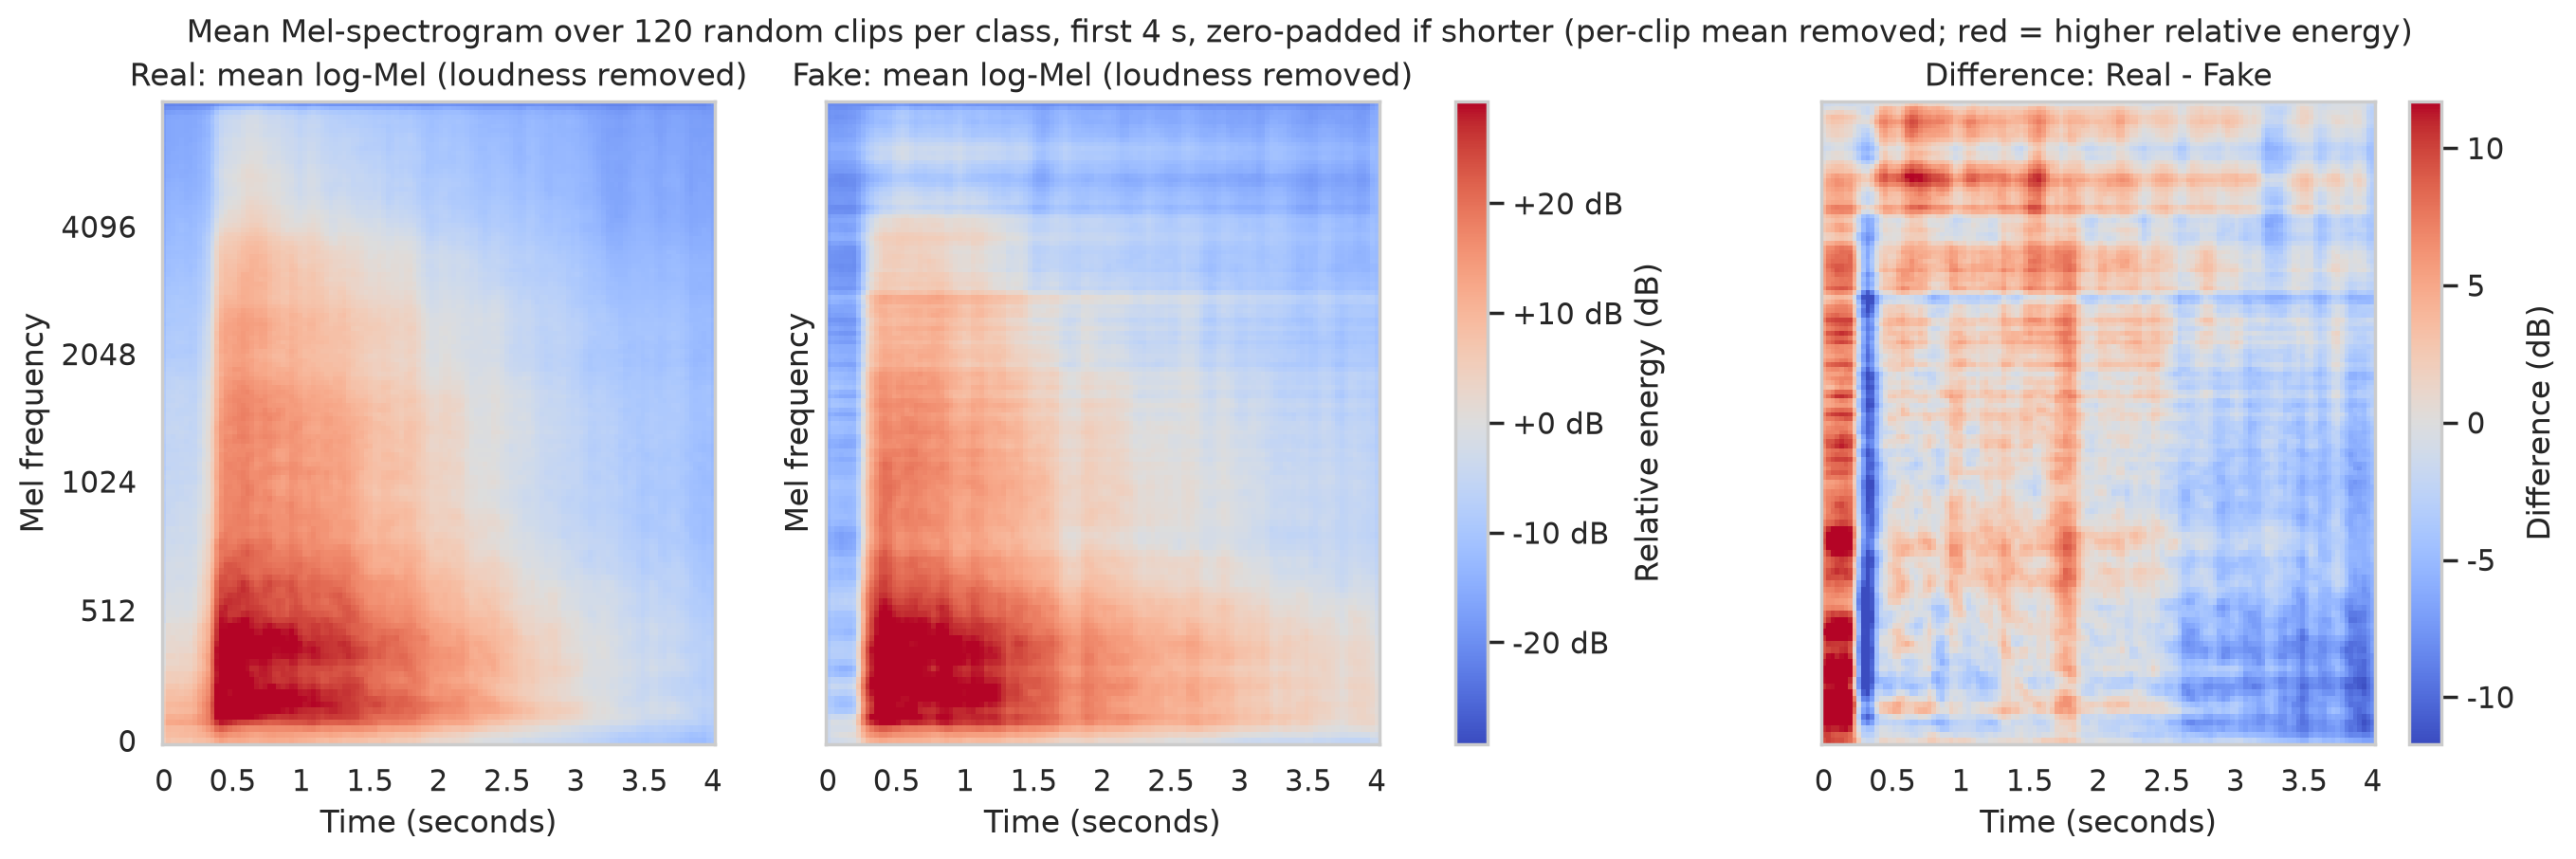 Mean Mel-spectrogram over 120 random clips per class, first 4 s, zero-padded if shorter (per-clip mean removed; red = higher relative energy)
Real: mean log-Mel (loudness removed)
Mel frequency
4096
2048
1024
512
0
0 0.5 1 1.5 2 2.5 3 3.5 4
Time (seconds)
Fake: mean log-Mel (loudness removed)
Mel frequency
0 0.5 1 1.5 2 2.5 3 3.5 4
Time (seconds)
+20 dB
+10 dB
+0 dB
-10 dB
-20 dB
Relative energy (dB)
Difference: Real - Fake
0 0.5 1 1.5 2 2.5 3 3.5 4
Time (seconds)
10
5
0
-5
-10
Difference (dB)